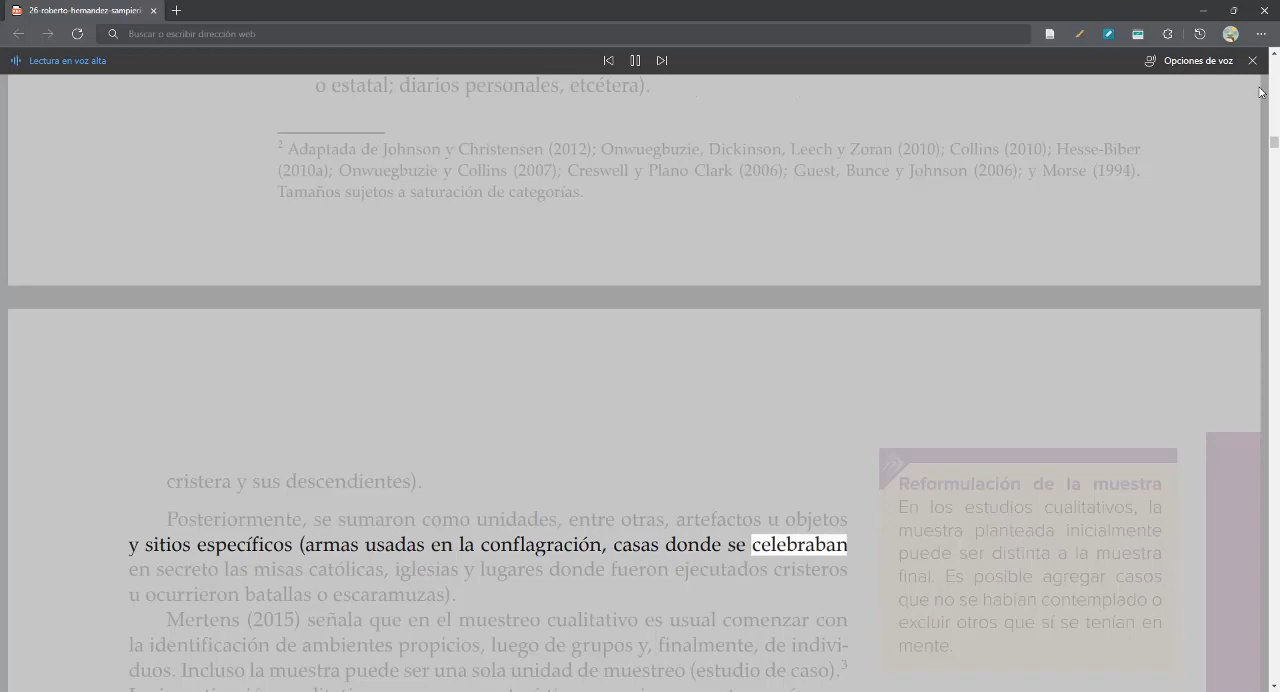 26-roberto-hernandez-sampieri
Buscar o escribir dirección web
Lectura en voz alta
Opciones de voz
o estatal; diarios personales, etcétera).
2 Adaptada de Johnson y Christensen (2012); Onwuegbuzie, Dickinson, Leech y Zoran (2010); Collins (2010); Hesse-Biber
(2010a); Onwuegbuzie y Collins (2007); Creswell y Plano Clark (2006); Guest, Bunce y Johnson (2006); y Morse (1994).
Tamaños sujetos a saturación de categorías.
cristera y sus descendientes).
Posteriormente, se sumaron como unidades, entre otras, artefactos u objetos
y sitios específicos (armas usadas en la conflagración, casas donde se celebraban
en secreto las misas católicas, iglesias y lugares donde fueron ejecutados cristeros
u ocurrieron batallas o escaramuzas).
Mertens (2015) señala que en el muestreo cualitativo es usual comenzar con
la identificación de ambientes propicios, luego de grupos y, finalmente, de indivi-
duos. Incluso la muestra puede ser una sola unidad de muestreo (estudio de caso).3
Reformulación de la muestra
En los estudios cualitativos, la
muestra planteada inicialmente
puede ser distinta a la muestra
final. Es posible agregar casos
que no se habían contemplado o
excluir otros que sí se tenían en
mente.